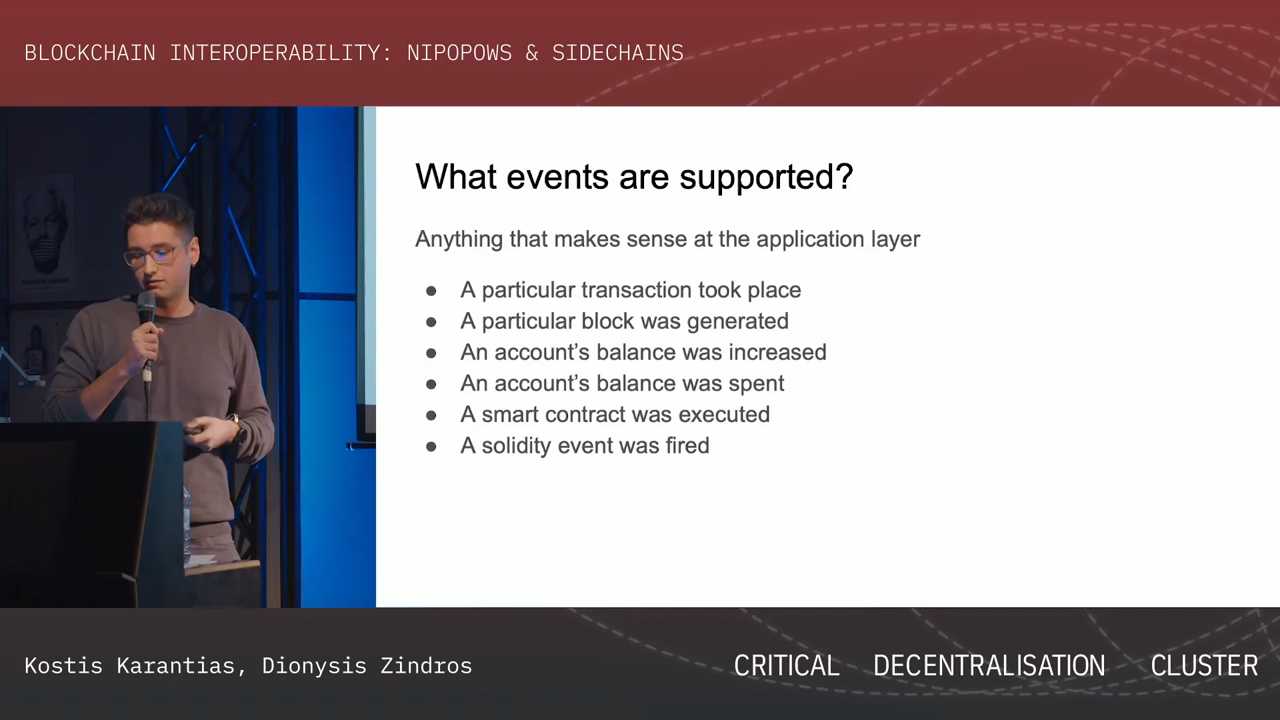 BLOCKCHAIN INTEROPERABILITY: NIPOPOWS & SIDECHAINS
What events are supported?
Anything that makes sense at the application layer
● A particular transaction took place
● A particular block was generated
● An account’s balance was increased
● An account’s balance was spent
● A smart contract was executed
● A solidity event was fired
Kostis Karantias, Dionysis Zindros
CRITICAL DECENTRALISATION CLUSTER